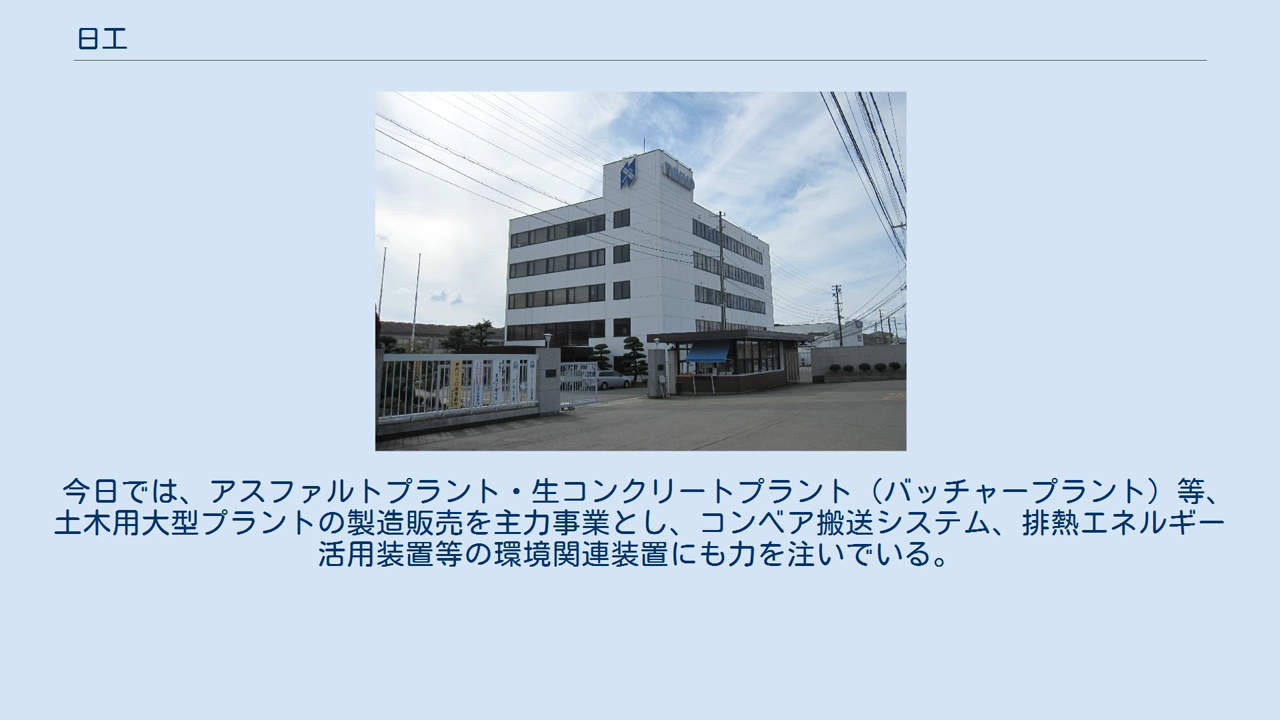 日工
今日では、アスファルトプラント・生コンクリートプラント（バッチャープラント）等、
土木用大型プラントの製造販売を主力事業とし、コンベア搬送システム、排熱エネルギー
活用装置等の環境関連装置にも力を注いでいる。